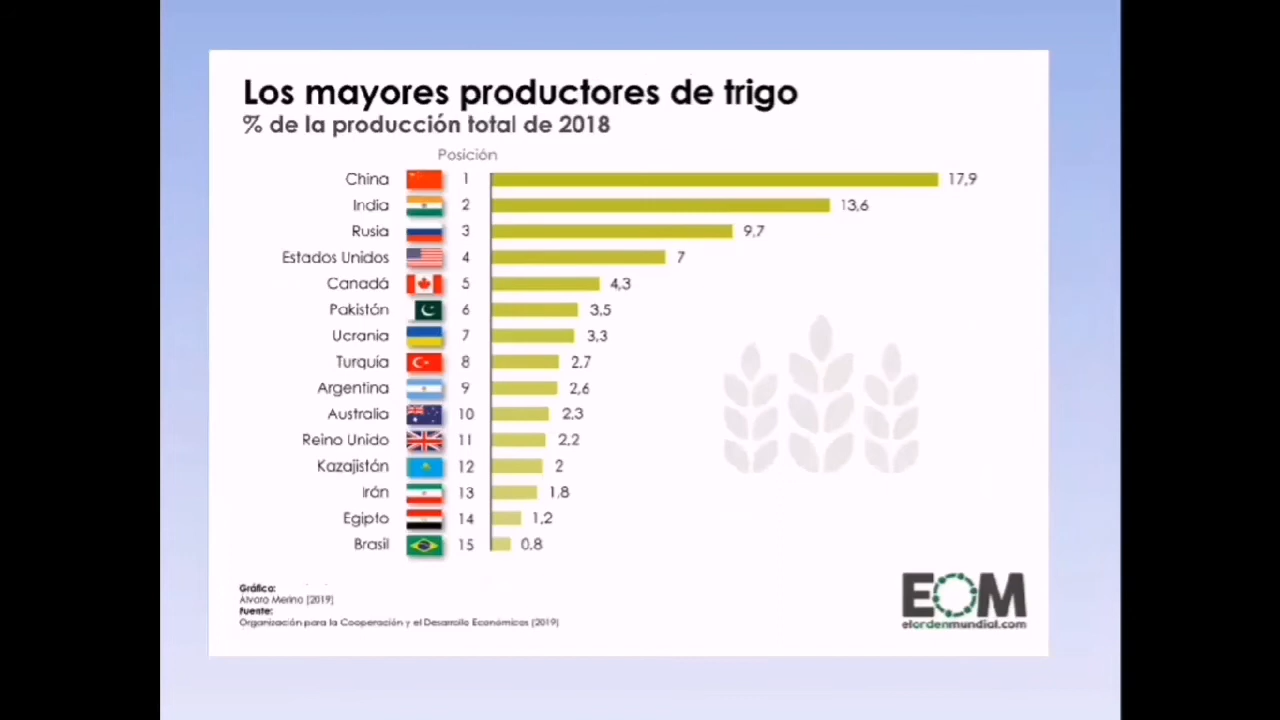 Los mayores productores de trigo
% de la producción total de 2018
Posición
China 1 17,9
India 2 13,6
Rusia 3 9,7
Estados Unidos 4 7
Canadá 5 4,3
Pakistán 6 3,5
Ucrania 7 3,3
Turquía 8 2,7
Argentina 9 2,6
Australia 10 2,3
Reino Unido 11 2,2
Kazajistán 12 2
Irán 13 1,8
Egipto 14 1,2
Brasil 15 0,8
Gráfico:
Álvaro Merino (2019)
Fuente:
Organización para la Cooperación y el Desarrollo Económicos (2019)
EOM
elordenmundial.com